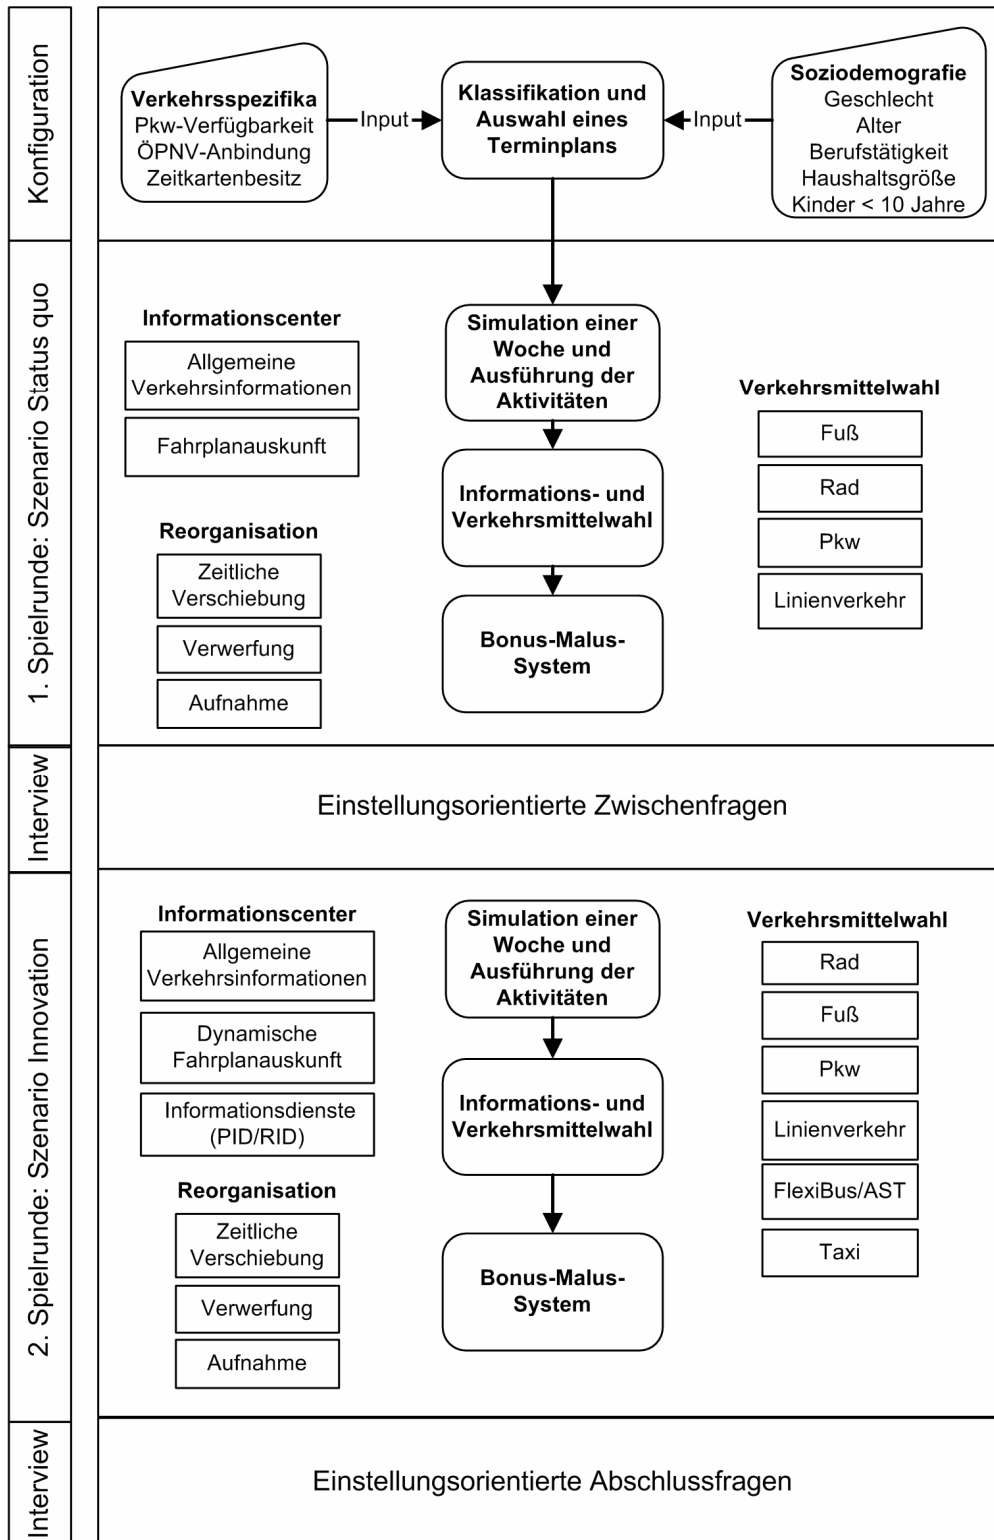 Konfiguration
Verkehrsspezifika
Pkw-Verfügbarkeit
ÖPNV-Anbindung
Zeitkartenbesitz
Input
Klassifikation und
Auswahl eines
Terminplans
Input
Soziodemografie
Geschlecht
Alter
Berufstätigkeit
Haushaltsgröße
Kinder < 10 Jahre
1. Spielrunde: Szenario Status quo
Informationscenter
Allgemeine
Verkehrsinformationen
Fahrplanauskunft
Reorganisation
Zeitliche
Verschiebung
Verwerfung
Aufnahme
Simulation einer
Woche und
Ausführung der
Aktivitäten
Informations- und
Verkehrsmittelwahl
Bonus-Malus-
System
Verkehrsmittelwahl
Fuß
Rad
Pkw
Linienverkehr
Interview
Einstellungsorientierte Zwischenfragen
2. Spielrunde: Szenario Innovation
Informationscenter
Allgemeine
Verkehrsinformationen
Dynamische
Fahrplanauskunft
Informationsdienste
(PID/RID)
Reorganisation
Zeitliche
Verschiebung
Verwerfung
Aufnahme
Simulation einer
Woche und
Ausführung der
Aktivitäten
Informations- und
Verkehrsmittelwahl
Bonus-Malus-
System
Verkehrsmittelwahl
Rad
Fuß
Pkw
Linienverkehr
FlexiBus/AST
Taxi
Interview
Einstellungsorientierte Abschlussfragen